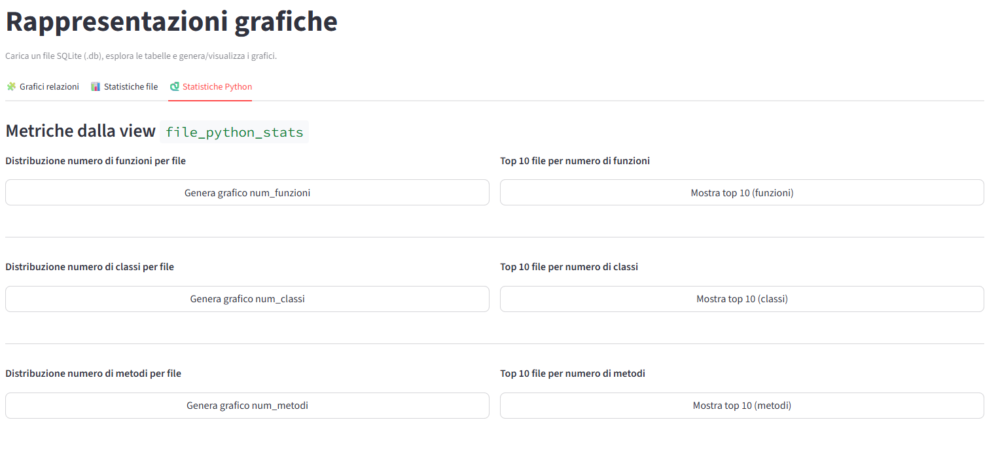 Rappresentazioni grafiche
Carica un file SQLite (.db), esplora le tabelle e genera/visualizza i grafici.
Grafici relazioni
Statistiche file
Statistiche Python
Metriche dalla view file_python_stats
Distribuzione numero di funzioni per file
Genera grafico num_funzioni
Top 10 file per numero di funzioni
Mostra top 10 (funzioni)
Distribuzione numero di classi per file
Genera grafico num_classi
Top 10 file per numero di classi
Mostra top 10 (classi)
Distribuzione numero di metodi per file
Genera grafico num_metodi
Top 10 file per numero di metodi
Mostra top 10 (metodi)